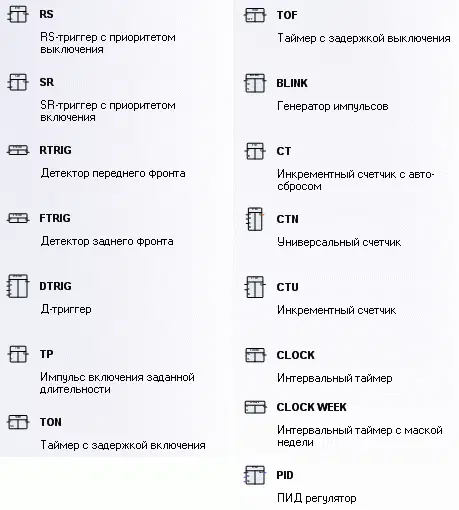 RS
RS-триггер с приоритетом
выключения
SR
SR-триггер с приоритетом
включения
RTRIG
Детектор переднего фронта
FTRIG
Детектор заднего фронта
DTRIG
Д-триггер
TP
Импульс включения заданной
длительности
TON
Таймер с задержкой включения
TOF
Таймер с задержкой выключения
BLINK
Генератор импульсов
CT
Инкрементный счетчик с авто-
сбросом
CTN
Универсальный счетчик
CTU
Инкрементный счетчик
CLOCK
Интервальный таймер
CLOCK WEEK
Интервальный таймер с маской
недели
PID
ПИД регулятор